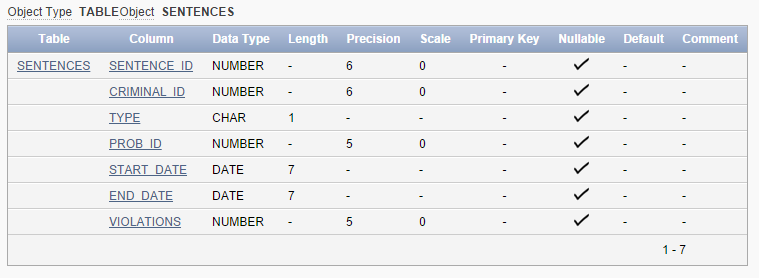 Object Type TABLE Object SENTENCES
Table Column Data Type Length Precision Scale Primary Key Nullable Default Comment
SENTENCES SENTENCE_ID NUMBER - 6 0 - ✓ - -
CRIMINAL_ID NUMBER - 6 0 - ✓ - -
TYPE CHAR 1 - - - ✓ - -
PROB_ID NUMBER - 5 0 - ✓ - -
START_DATE DATE 7 - - - ✓ - -
END_DATE DATE 7 - - - ✓ - -
VIOLATIONS NUMBER - 5 0 - ✓ - -
1 - 7